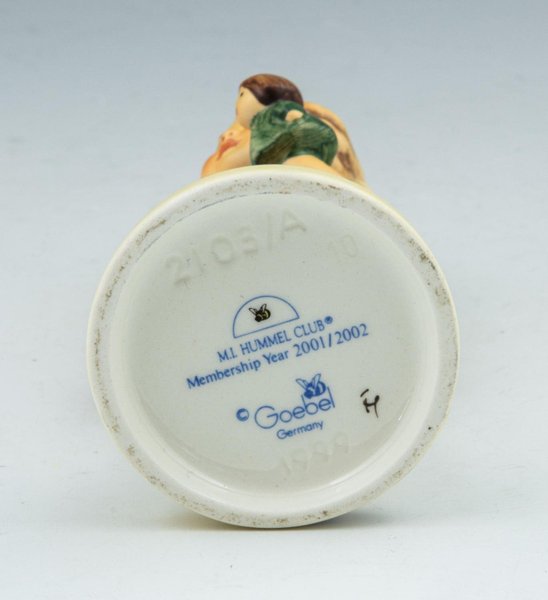 2103/A
10
M.I. HUMMEL CLUB®
Membership Year 2001/2002
© Goebel
Germany
1999